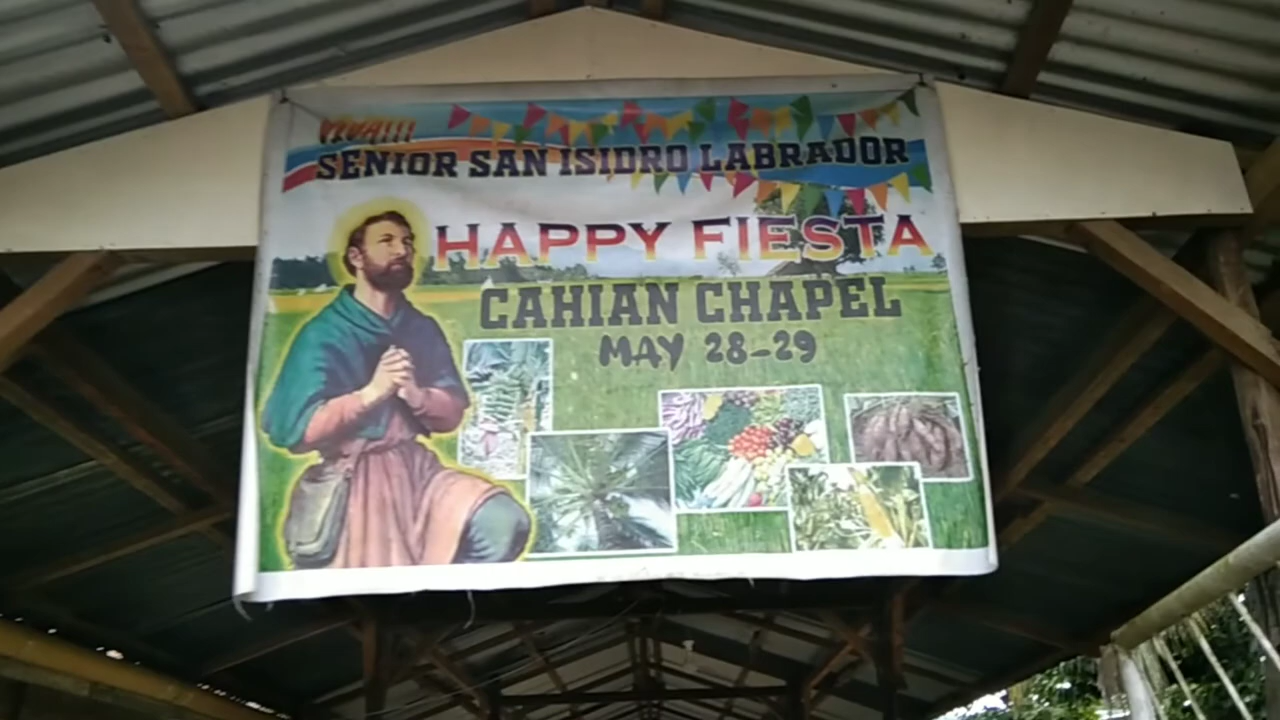 VIVA!!!
SENIOR SAN ISIDRO LABRADOR
HAPPY FIESTA
CAHIAN CHAPEL
MAY 28-29